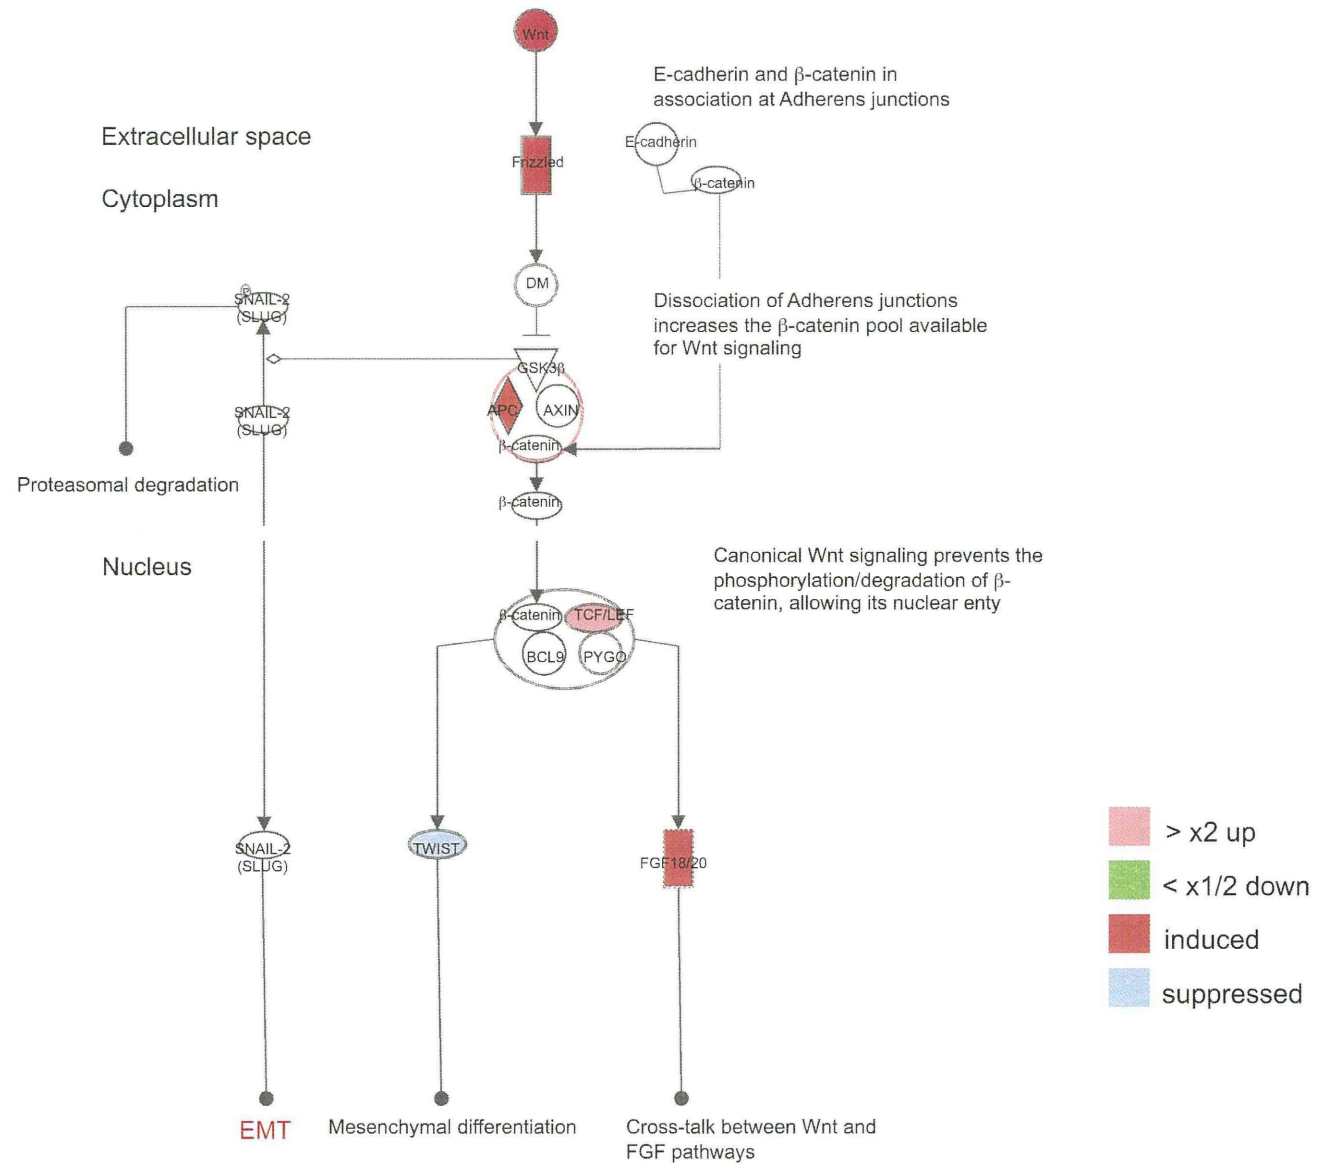 Wnt
E-cadherin and β-catenin in
association at Adherens junctions
Extracellular space
E-cadherin
Frizzled
β-catenin
Cytoplasm
DM
P
SNAIL-2
(SLUG)
Dissociation of Adherens junctions
increases the β-catenin pool available
for Wnt signaling
GSK3β
APC
AXIN
SNAIL-2
(SLUG)
β-catenin
Proteasomal degradation
β-catenin
Nucleus
Canonical Wnt signaling prevents the
phosphorylation/degradation of β-
catenin, allowing its nuclear enty
β-catenin
TCF/LEF
BCL9
PYGO
SNAIL-2
(SLUG)
TWIST
FGF18/20
> x2 up
< x1/2 down
induced
suppressed
EMT
Mesenchymal differentiation
Cross-talk between Wnt and
FGF pathways